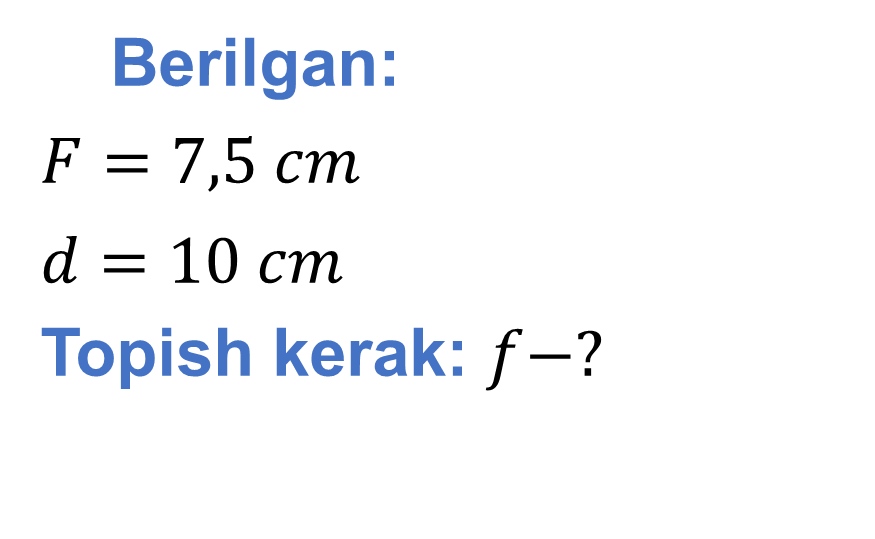 Berilgan:
F = 7,5 cm
d = 10 cm
Topish kerak: f−?